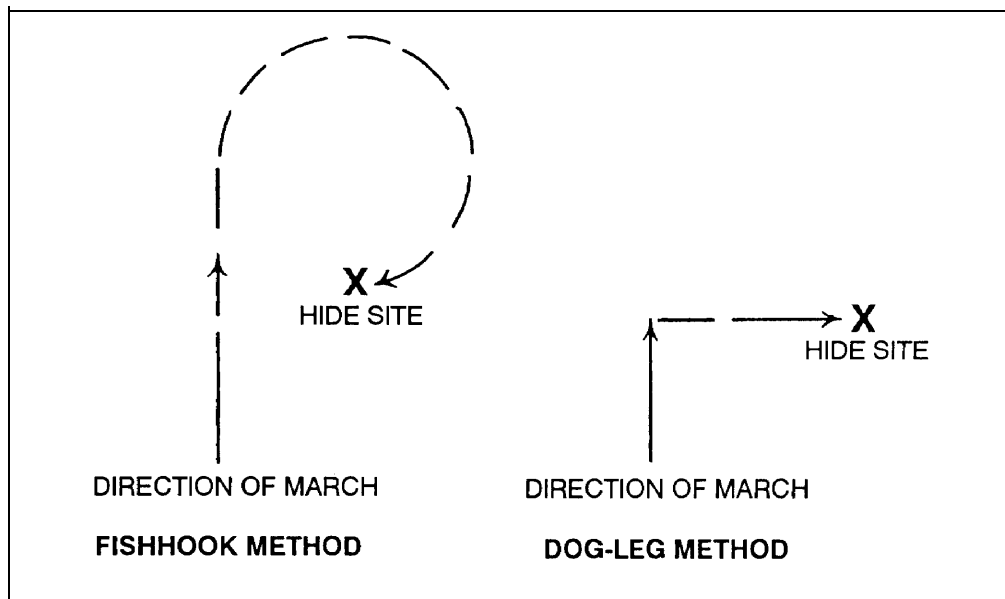 X
HIDE SITE
DIRECTION OF MARCH
FISHHOOK METHOD
X
HIDE SITE
DIRECTION OF MARCH
DOG-LEG METHOD